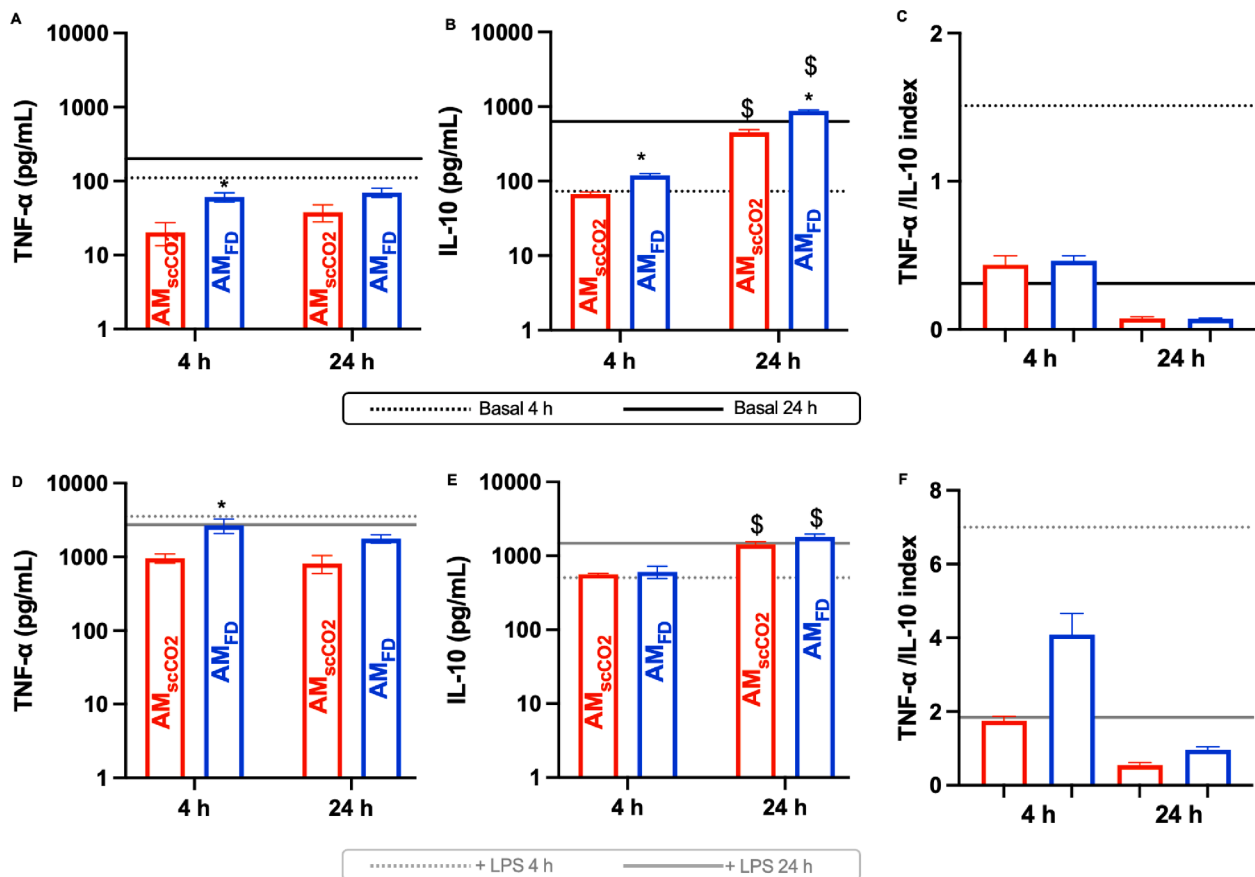 A
B
C
TNF-α (pg/mL)
10000
1000
100
10
1
*
AMscCO2
AMFD
AMscCO2
AMFD
4 h
24 h
IL-10 (pg/mL)
10000
1000
100
10
1
*
$
$
*
AMscCO2
AMFD
AMscCO2
AMFD
4 h
24 h
TNF-α /IL-10 index
2
1
0
4 h
24 h
Basal 4 h
Basal 24 h
D
E
F
TNF-α (pg/mL)
10000
1000
100
10
1
*
AMscCO2
AMFD
AMscCO2
AMFD
4 h
24 h
IL-10 (pg/mL)
10000
1000
100
10
1
$
$
AMscCO2
AMFD
AMscCO2
AMFD
4 h
24 h
TNF-α /IL-10 index
8
6
4
2
0
4 h
24 h
+ LPS 4 h
+ LPS 24 h